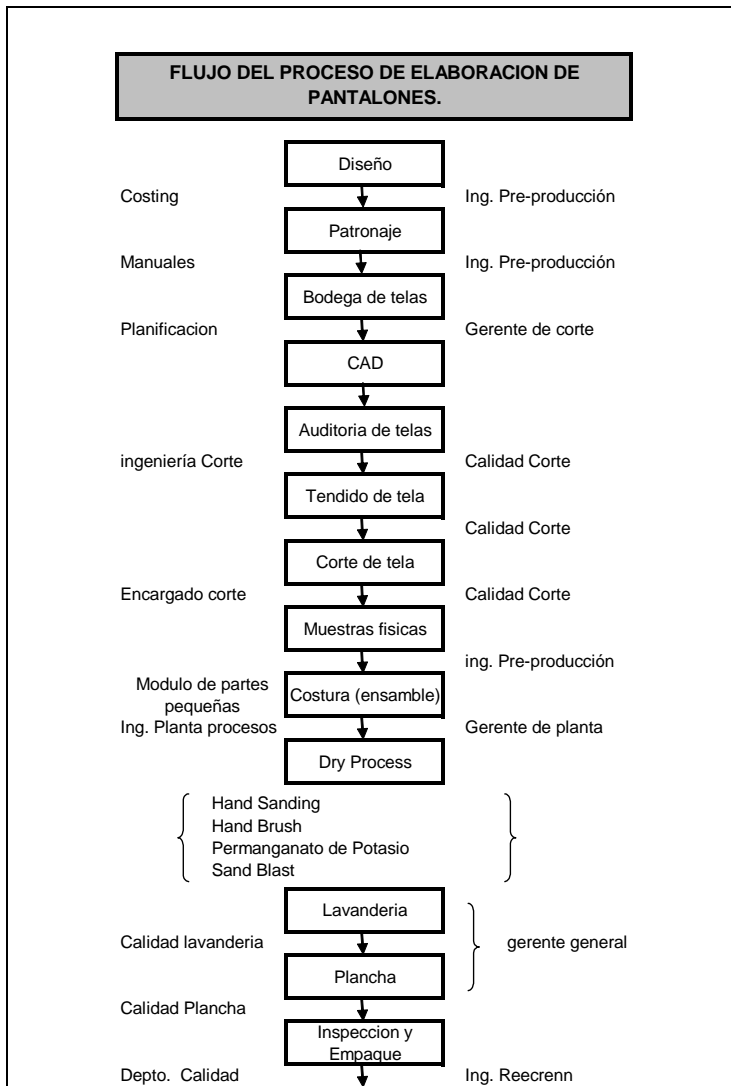 FLUJO DEL PROCESO DE ELABORACION DE
PANTALONES.
Diseño
Costing
Ing. Pre-producción
Patronaje
Manuales
Ing. Pre-producción
Bodega de telas
Planificacion
Gerente de corte
CAD
Auditoria de telas
ingeniería Corte
Calidad Corte
Tendido de tela
Calidad Corte
Corte de tela
Encargado corte
Calidad Corte
Muestras fisicas
ing. Pre-producción
Modulo de partes
pequeñas
Costura (ensamble)
Ing. Planta procesos
Gerente de planta
Dry Process
Hand Sanding
Hand Brush
Permanganato de Potasio
Sand Blast
Lavanderia
Calidad lavanderia
gerente general
Plancha
Calidad Plancha
Inspeccion y
Empaque
Depto. Calidad
Ing. Reecrenn